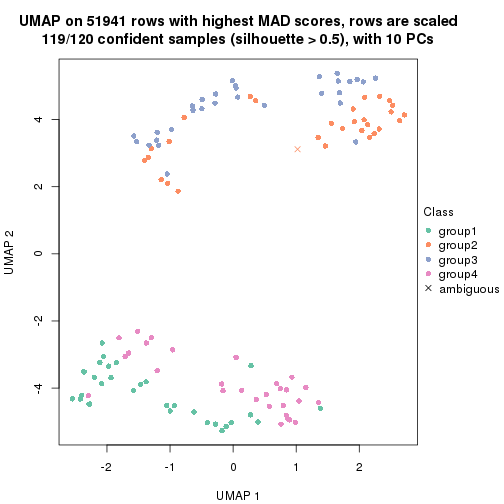 UMAP on 51941 rows with highest MAD scores, rows are scaled
119/120 confident samples (silhouette > 0.5), with 10 PCs
4
2
0
-2
-4
UMAP 2
-2
-1
0
1
2
UMAP 1
Class
group1
group2
group3
group4
ambiguous